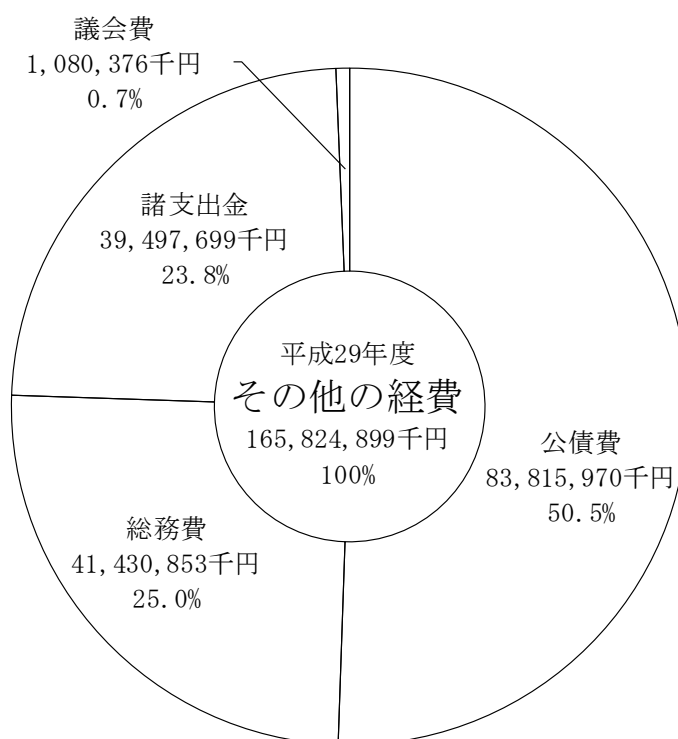 議会費
1,080,376千円
0.7%
諸支出金
39,497,699千円
23.8%
平成29年度
その他の経費
165,824,899千円
100%
公債費
83,815,970千円
50.5%
総務費
41,430,853千円
25.0%